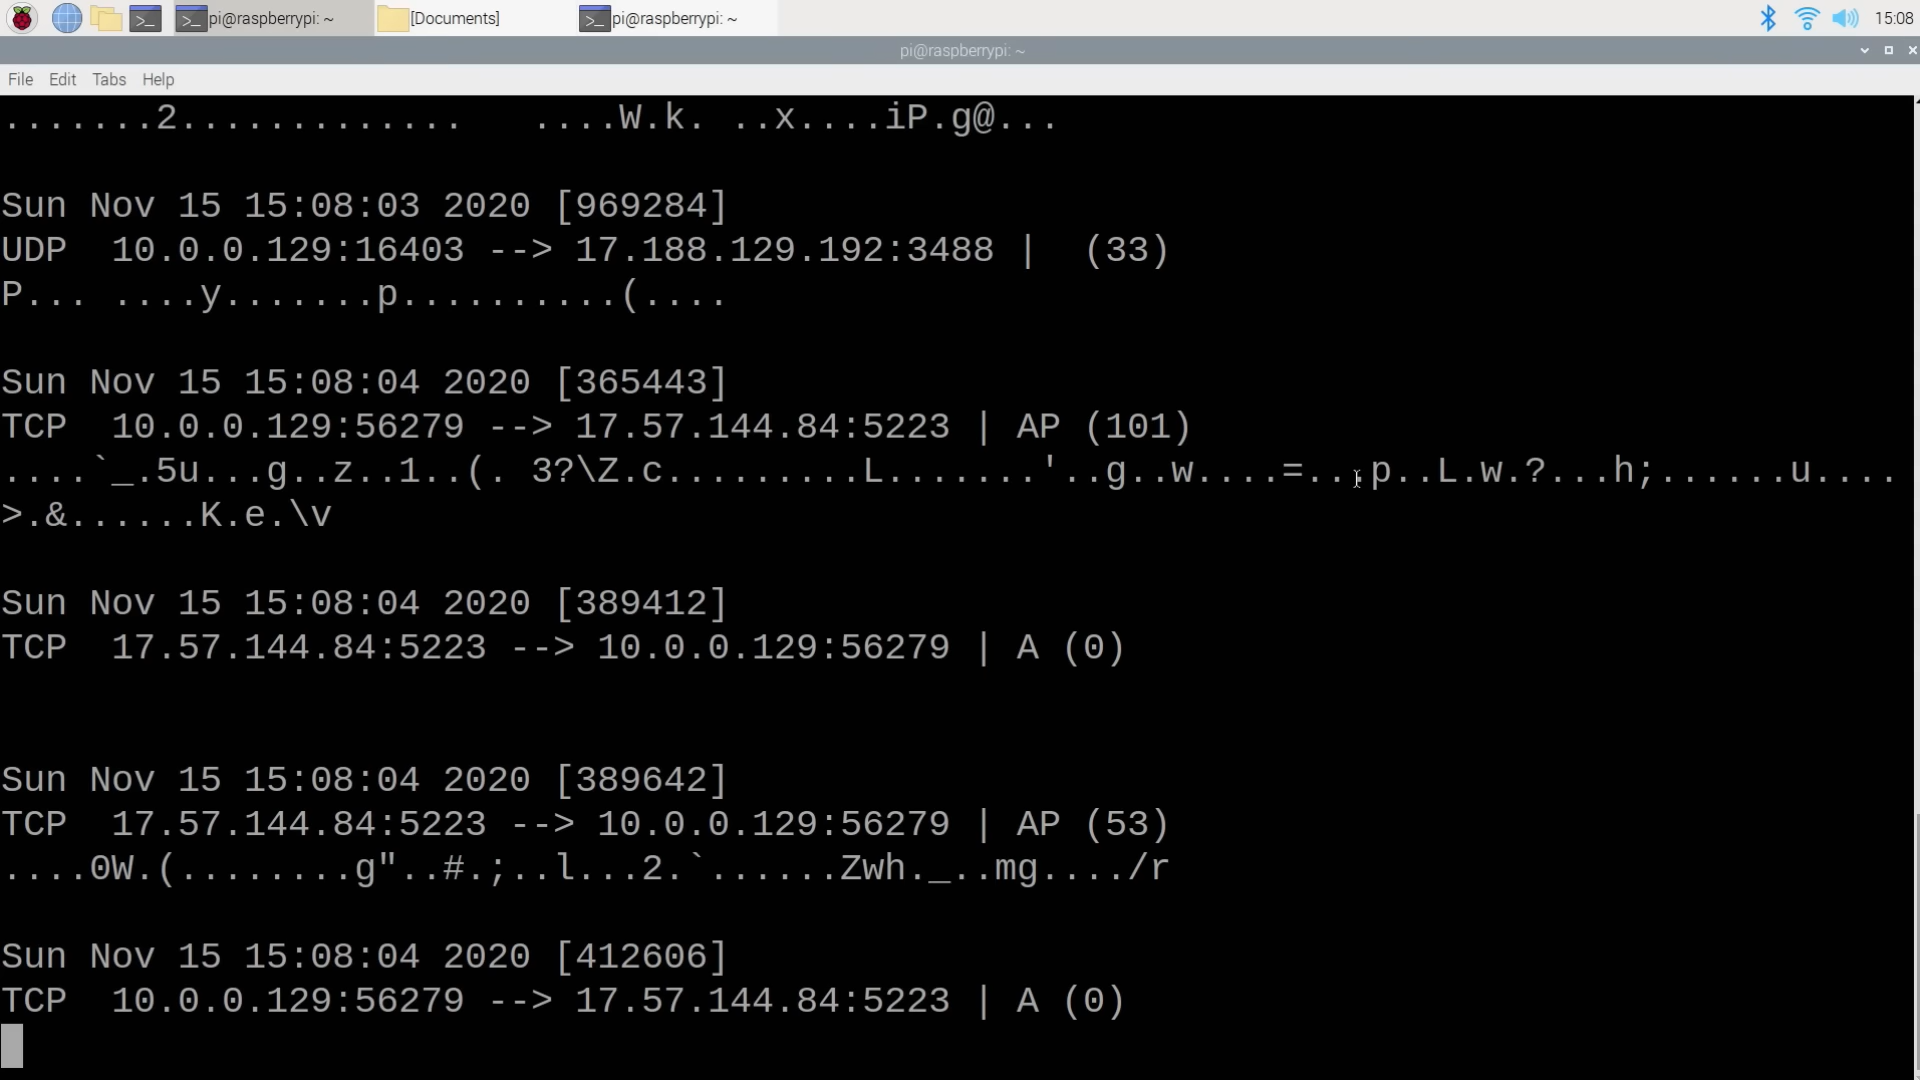 pi@raspberrypi: ~ [Documents] pi@raspberrypi: ~ 15:08
pi@raspberrypi: ~
File Edit Tabs Help
.......2............. ....W.k. ..x....iP.g@...
Sun Nov 15 15:08:03 2020 [969284]
UDP 10.0.0.129:16403 --> 17.188.129.192:3488 | (33)
P... ....y.......p..........(....
Sun Nov 15 15:08:04 2020 [365443]
TCP 10.0.0.129:56279 --> 17.57.144.84:5223 | AP (101)
....`_.5u...g..z..1..(. 3?\Z.c.........L.......'..g..w....=...p..L.w.?...h;......u....
>.&......K.e.\v
Sun Nov 15 15:08:04 2020 [389412]
TCP 17.57.144.84:5223 --> 10.0.0.129:56279 | A (0)
Sun Nov 15 15:08:04 2020 [389642]
TCP 17.57.144.84:5223 --> 10.0.0.129:56279 | AP (53)
....0W.(........g"..#.;..l...2.`......Zwh._..mg..../r
Sun Nov 15 15:08:04 2020 [412606]
TCP 10.0.0.129:56279 --> 17.57.144.84:5223 | A (0)